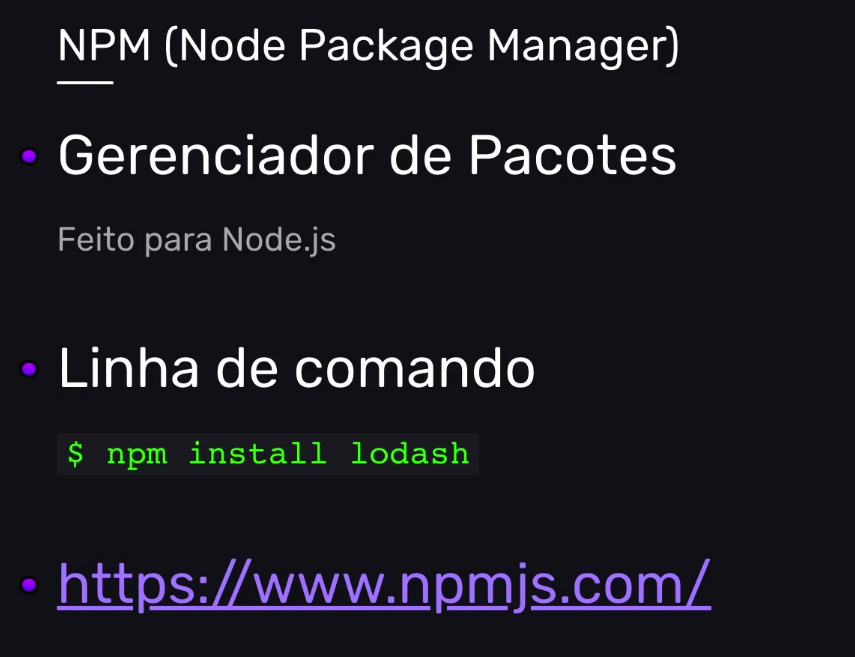 NPM (Node Package Manager)
Gerenciador de Pacotes
Feito para Node.js
Linha de comando
$ npm install lodash
https://www.npmjs.com/